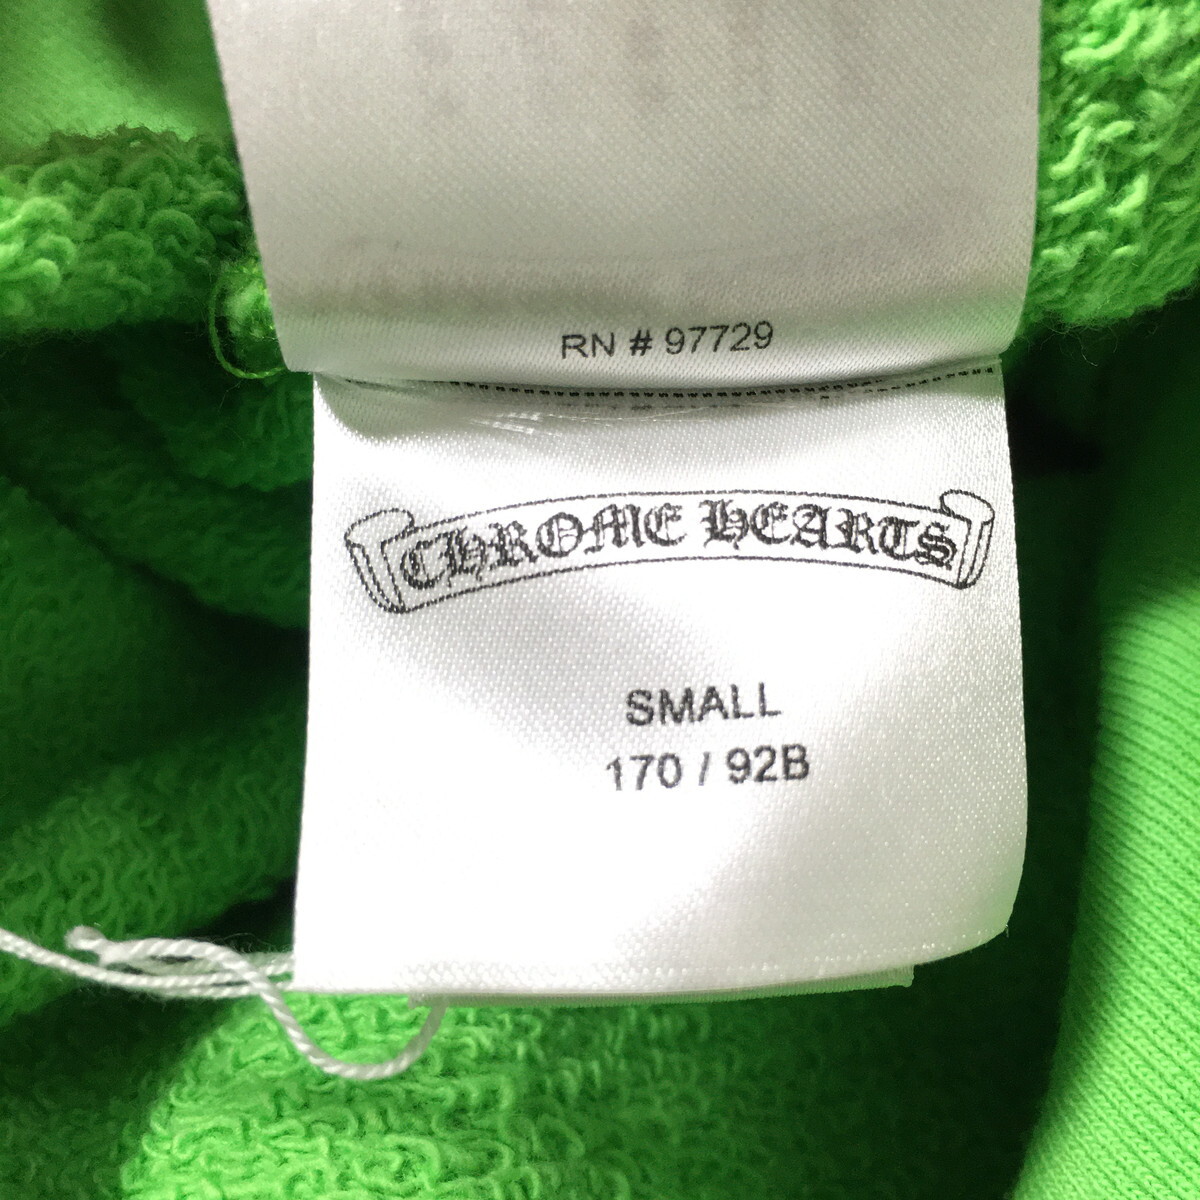 RN # 97729
CHROME HEARTS
SMALL
170 / 92B